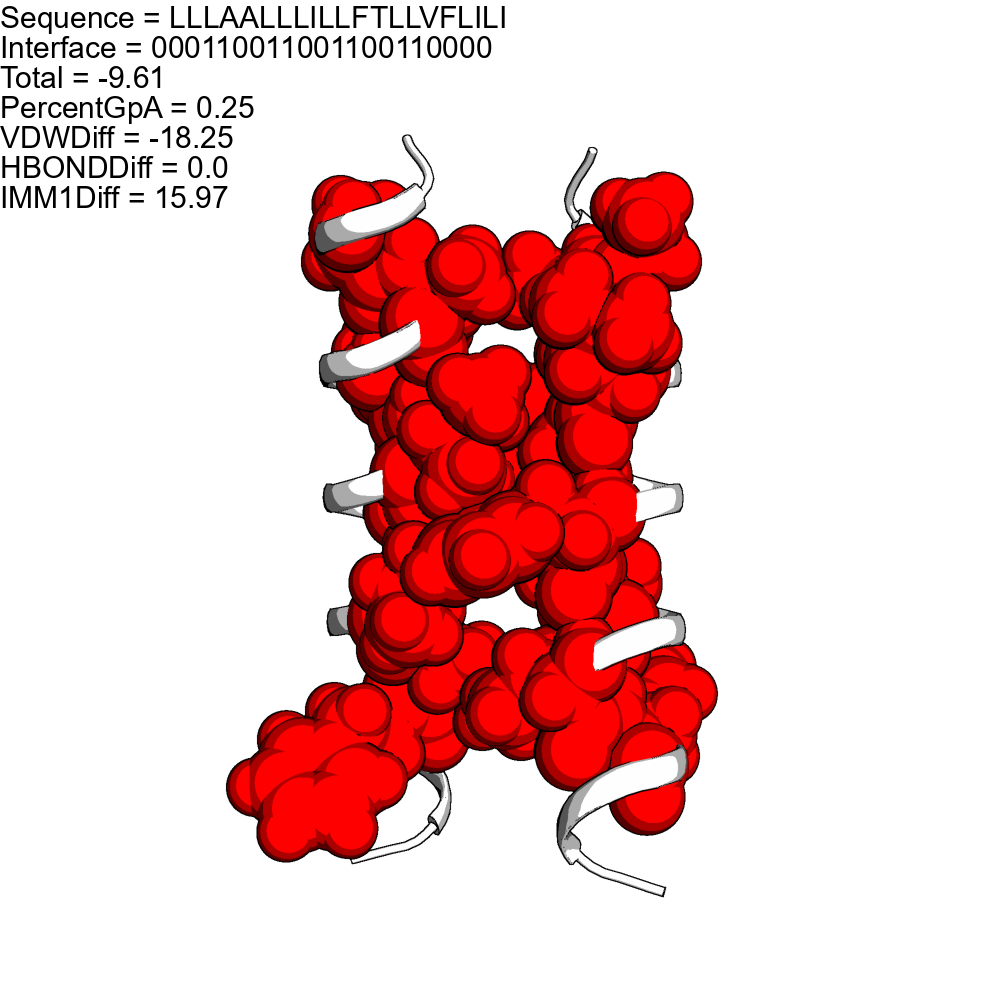 Sequence = LLLAALLLILLFTLLVFLILI
Interface = 000110011001100110000
Total = -9.61
PercentGpA = 0.25
VDWDiff = -18.25
HBONDDiff = 0.0
IMM1Diff = 15.97